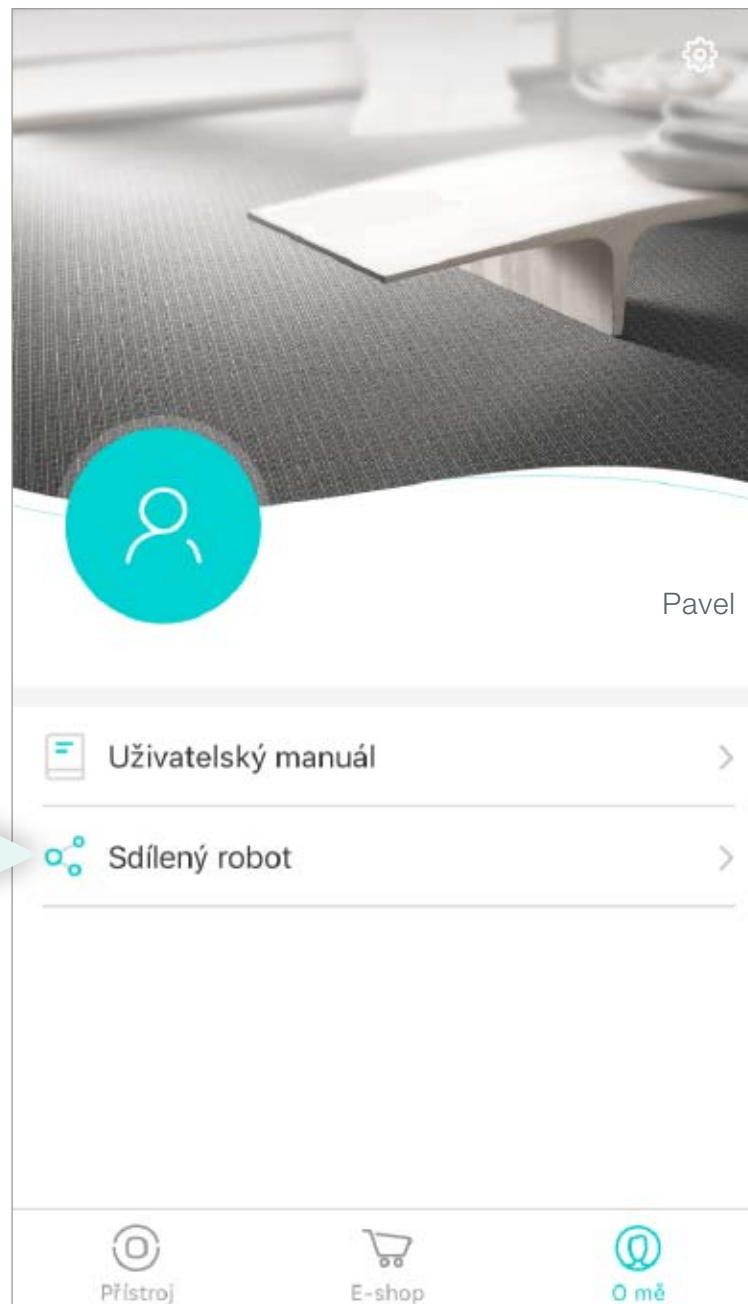 Pavel
Uživatelský manuál
Sdílený robot
Přístroj
E-shop
O mě